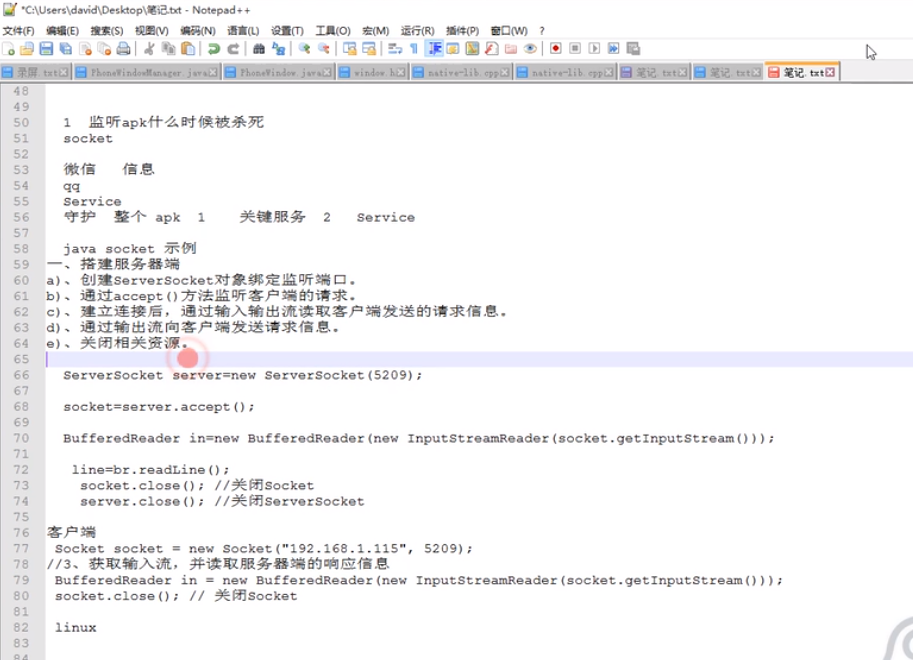 *C:\Users\david\Desktop\笔记.txt - Notepad++
文件(F) 编辑(E) 搜索(S) 视图(V) 编码(N) 语言(L) 设置(T) 工具(O) 宏(M) 运行(R) 插件(P) 窗口(W) ?
录屏.txt PhoneWindowManager.java PhoneWindow.java window.h native-lib.cpp native-lib.cpp 笔记.txt 笔记.txt 笔记.txt
48
49
50 1 监听apk什么时候被杀死
51 socket
52
53 微信 信息
54 qq
55 Service
56 守护 整个 apk 1 关键服务 2 Service
57
58 java socket 示例
59 一、搭建服务器端
60 a)、创建ServerSocket对象绑定监听端口。
61 b)、通过accept()方法监听客户端的请求。
62 c)、建立连接后，通过输入输出流读取客户端发送的请求信息。
63 d)、通过输出流向客户端发送请求信息。
64 e)、关闭相关资源。
65
66 ServerSocket server=new ServerSocket(5209);
67
68 socket=server.accept();
69
70 BufferedReader in=new BufferedReader(new InputStreamReader(socket.getInputStream()));
71
72 line=br.readLine();
73 socket.close(); //关闭Socket
74 server.close(); //关闭ServerSocket
75
76 客户端
77 Socket socket = new Socket("192.168.1.115", 5209);
78 //3、获取输入流，并读取服务器端的响应信息
79 BufferedReader in = new BufferedReader(new InputStreamReader(socket.getInputStream()));
80 socket.close(); // 关闭Socket
81
82 linux
83
84